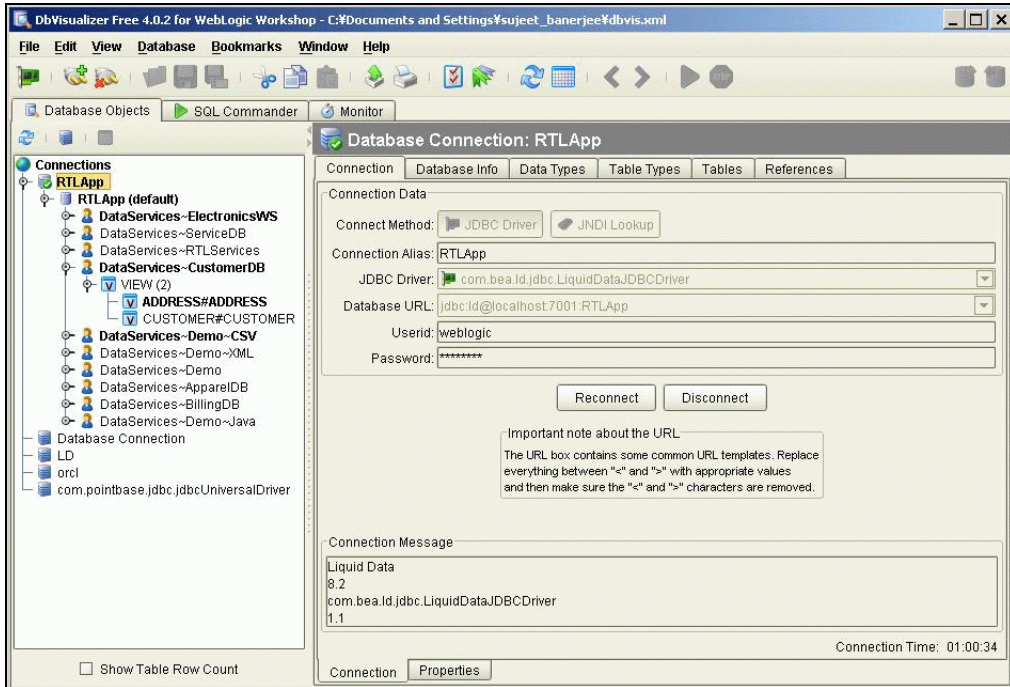 DbVisualizer Free 4.0.2 for WebLogic Workshop - C:¥Documents and Settings¥sujeet_banerjee¥dbvis.xml
File Edit View Database Bookmarks Window Help
Database Objects SQL Commander Monitor
Connections
RTLApp
RTLApp (default)
DataServices~ElectronicsWS
DataServices~ServiceDB
DataServices~RTLServices
DataServices~CustomerDB
VIEW (2)
ADDRESS#ADDRESS
CUSTOMER#CUSTOMER
DataServices~Demo~CSV
DataServices~Demo~XML
DataServices~Demo
DataServices~ApparelDB
DataServices~BillingDB
DataServices~Demo~Java
Database Connection
LD
orcl
com.pointbase.jdbc.jdbcUniversalDriver
Show Table Row Count
Database Connection: RTLApp
Connection Database Info Data Types Table Types Tables References
Connection Data
Connect Method: JDBC Driver JNDI Lookup
Connection Alias: RTLApp
JDBC Driver: com.bea.ld.jdbc.LiquidDataJDBCDriver
Database URL: jdbc:ld@localhost:7001:RTLApp
Userid: weblogic
Password: ********
Reconnect Disconnect
Important note about the URL
The URL box contains some common URL templates. Replace
everything between "<" and ">" with appropriate values
and then make sure the "<" and ">" characters are removed.
Connection Message
Liquid Data
8.2
com.bea.ld.jdbc.LiquidDataJDBCDriver
1.1
Connection Time: 01:00:34
Connection Properties